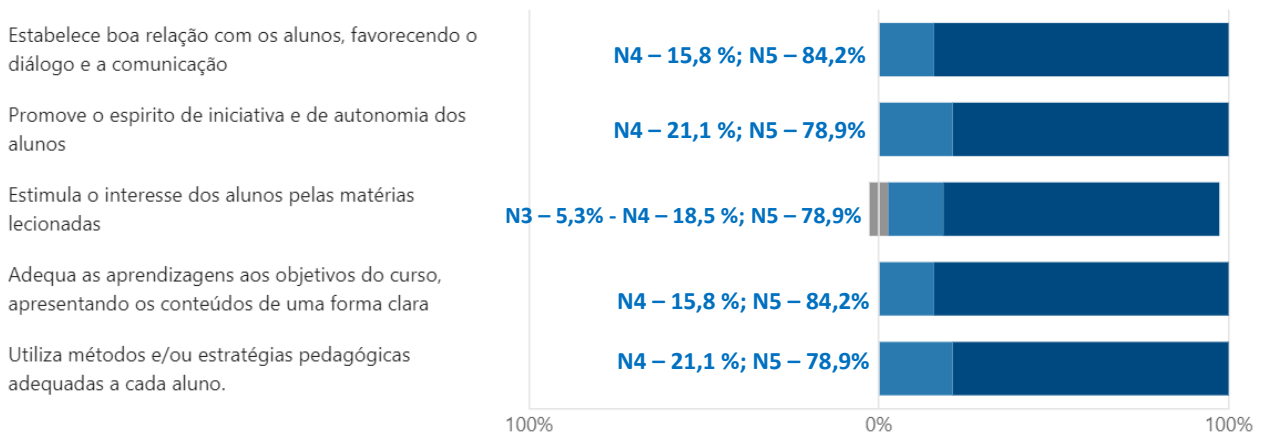 Estabelece boa relação com os alunos, favorecendo o
diálogo e a comunicação
N4 – 15,8 %; N5 – 84,2%
Promove o espirito de iniciativa e de autonomia dos
alunos
N4 – 21,1 %; N5 – 78,9%
Estimula o interesse dos alunos pelas matérias
lecionadas
N3 – 5,3% - N4 – 18,5 %; N5 – 78,9%
Adequa as aprendizagens aos objetivos do curso,
apresentando os conteúdos de uma forma clara
N4 – 15,8 %; N5 – 84,2%
Utiliza métodos e/ou estratégias pedagógicas
adequadas a cada aluno.
N4 – 21,1 %; N5 – 78,9%
100% 0% 100%